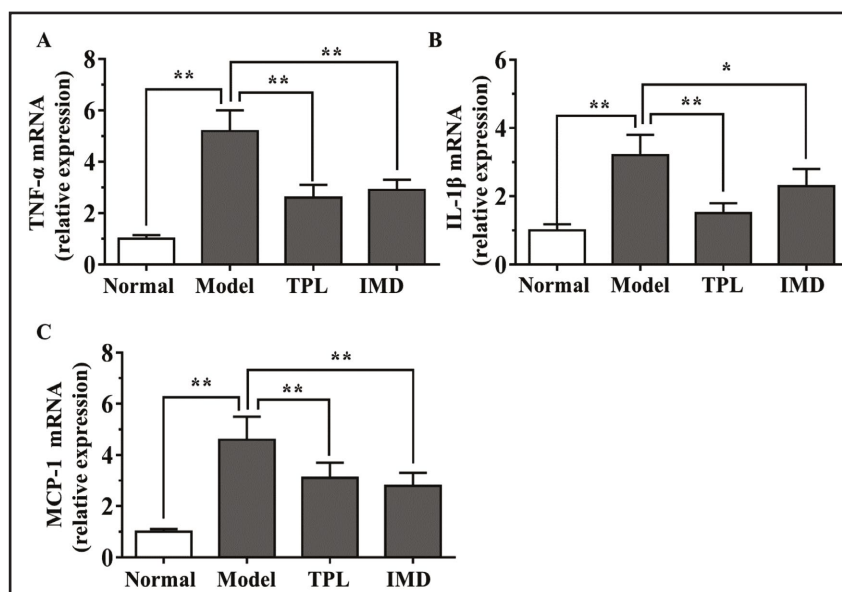 A
TNF-α mRNA
(relative expression)
8
6
4
2
0
**
**
**
Normal Model TPL IMD
B
IL-1β mRNA
(relative expression)
6
4
2
0
**
**
*
Normal Model TPL IMD
C
MCP-1 mRNA
(relative expression)
8
6
4
2
0
**
**
**
Normal Model TPL IMD